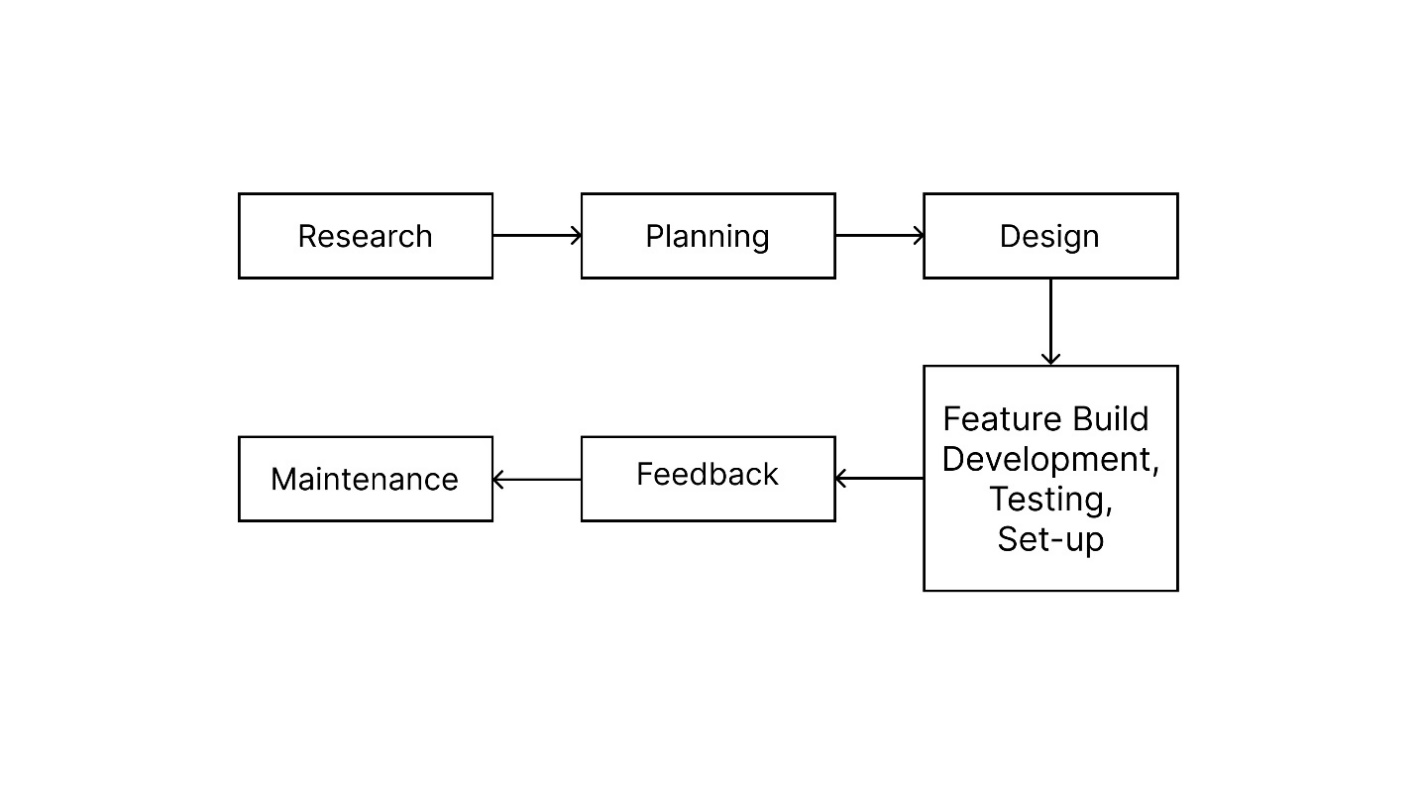 Research
Planning
Design
Feature Build
Development,
Testing,
Set-up
Feedback
Maintenance